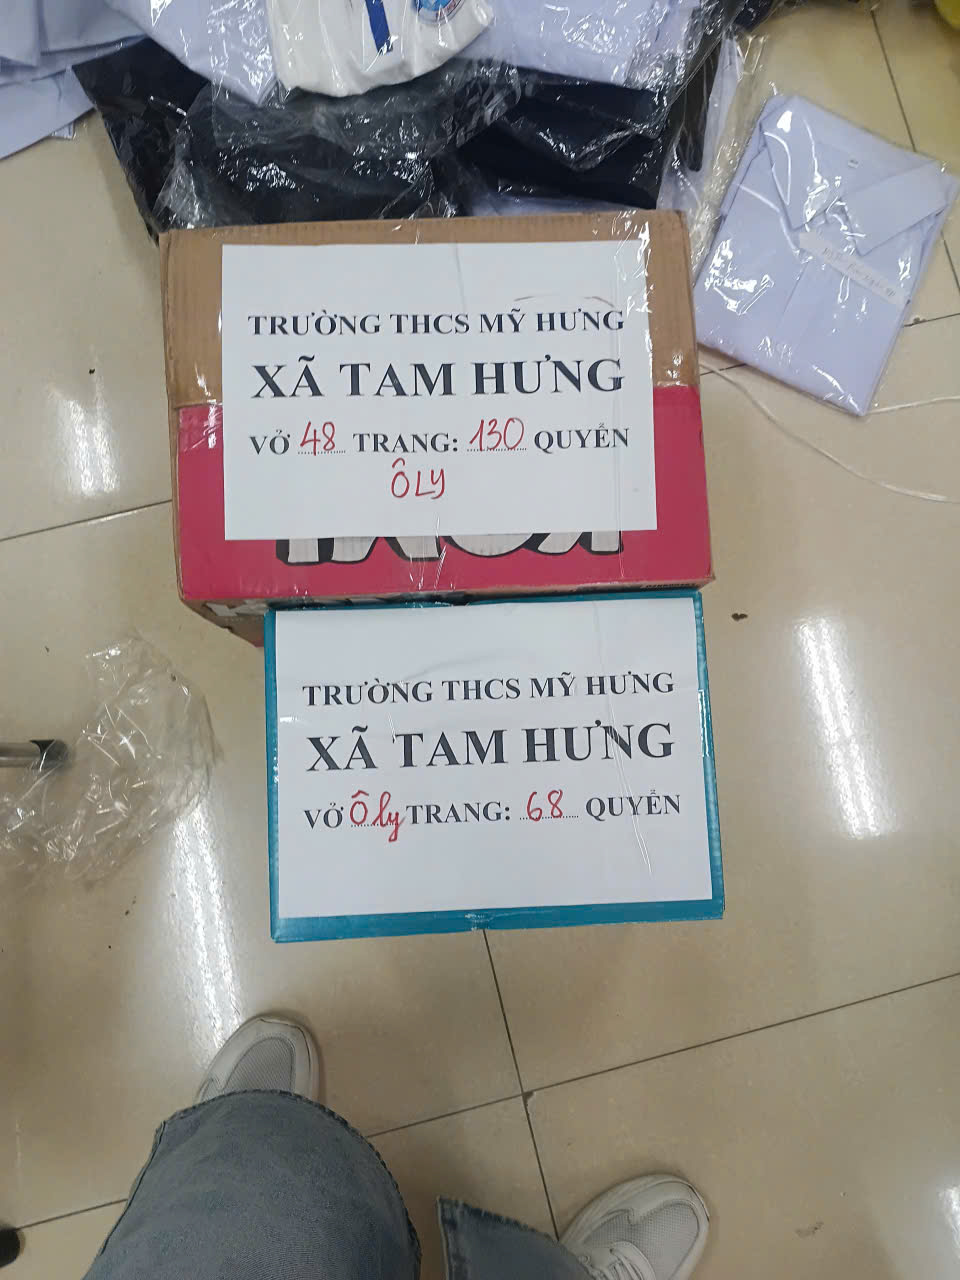 TRƯỜNG THCS MỸ HƯNG
XÃ TAM HƯNG
VỞ 48 TRANG: 130 QUYỂN
ÔLY
TRƯỜNG THCS MỸ HƯNG
XÃ TAM HƯNG
VỞ Ôly TRANG: 68 QUYỂN